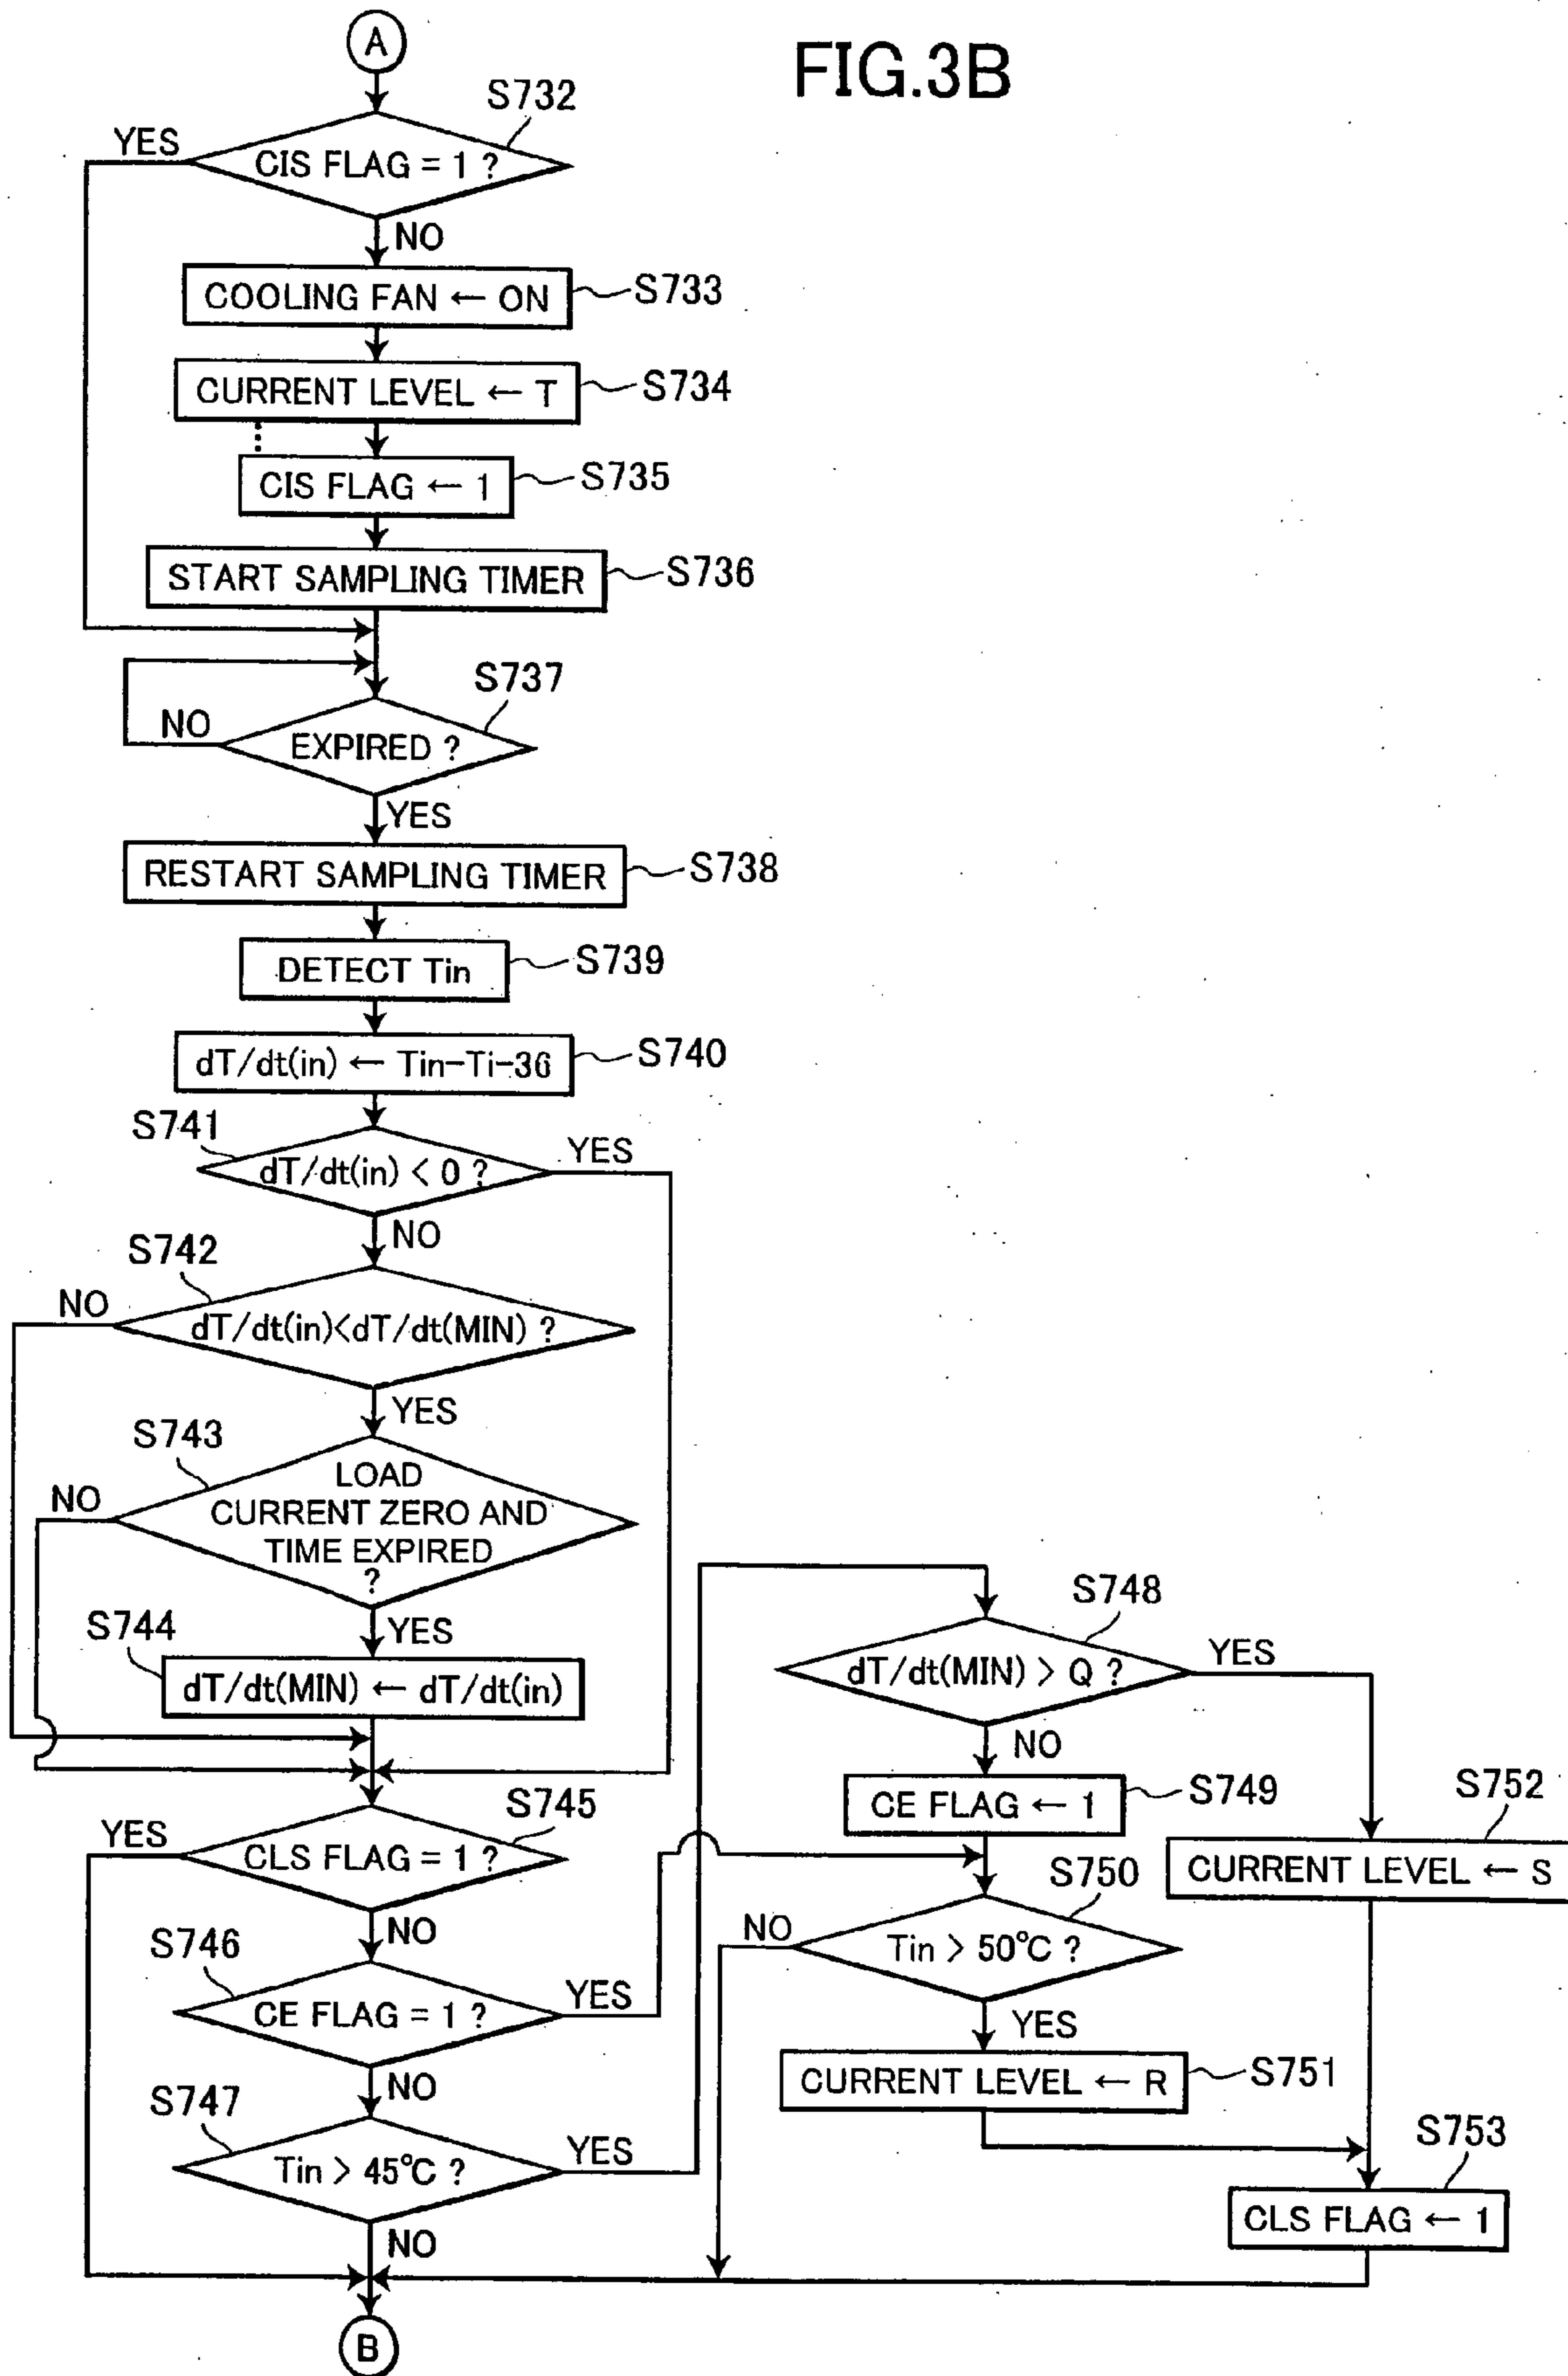 FIG.3B
A
S732
YES
CIS FLAG = 1 ?
NO
COOLING FAN ← ON
S733
CURRENT LEVEL ← T
S734
CIS FLAG ← 1
S735
START SAMPLING TIMER
S736
S737
NO
EXPIRED ?
YES
RESTART SAMPLING TIMER
S738
DETECT Tin
S739
dT/dt(in) ← Tin-Ti-36
S740
S741
YES
dT/dt(in) < 0 ?
NO
S742
NO
dT/dt(in)<dT/dt(MIN) ?
YES
S743
NO
LOAD
CURRENT ZERO AND
TIME EXPIRED
?
YES
S744
dT/dt(MIN) ← dT/dt(in)
S745
YES
CLS FLAG = 1 ?
NO
S746
CE FLAG = 1 ?
YES
NO
S747
Tin > 45°C ?
YES
NO
S748
dT/dt(MIN) > Q ?
YES
NO
CE FLAG ← 1
S749
S750
NO
Tin > 50°C ?
YES
CURRENT LEVEL ← R
S751
S752
CURRENT LEVEL ← S
S753
CLS FLAG ← 1
B